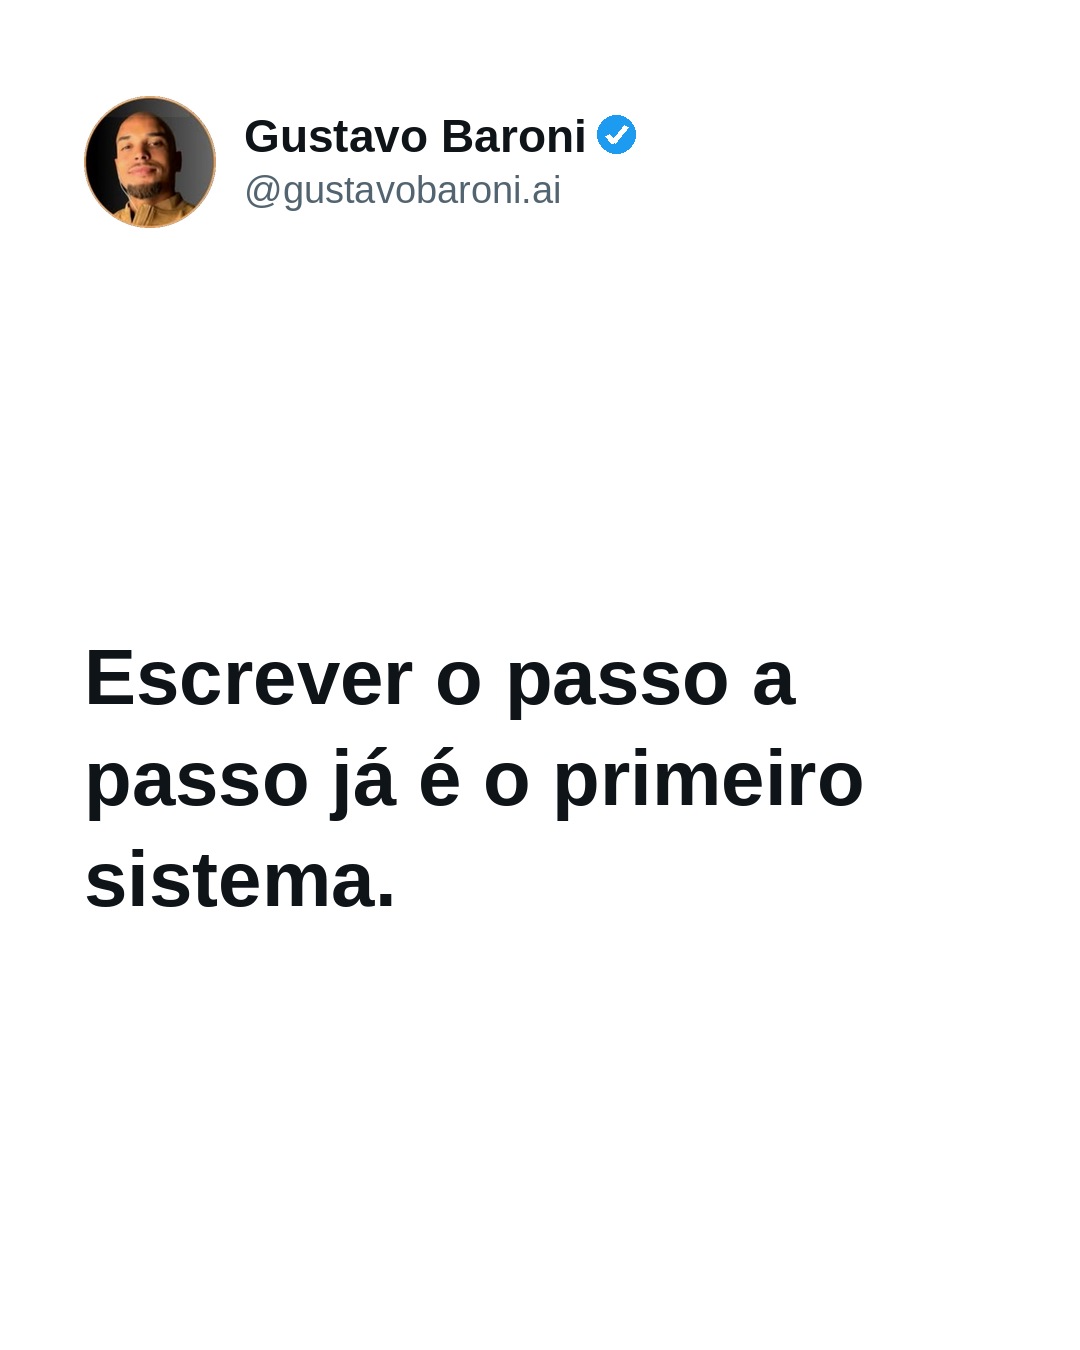 Gustavo Baroni
@gustavobaroni.ai
Escrever o passo a
passo já é o primeiro
sistema.